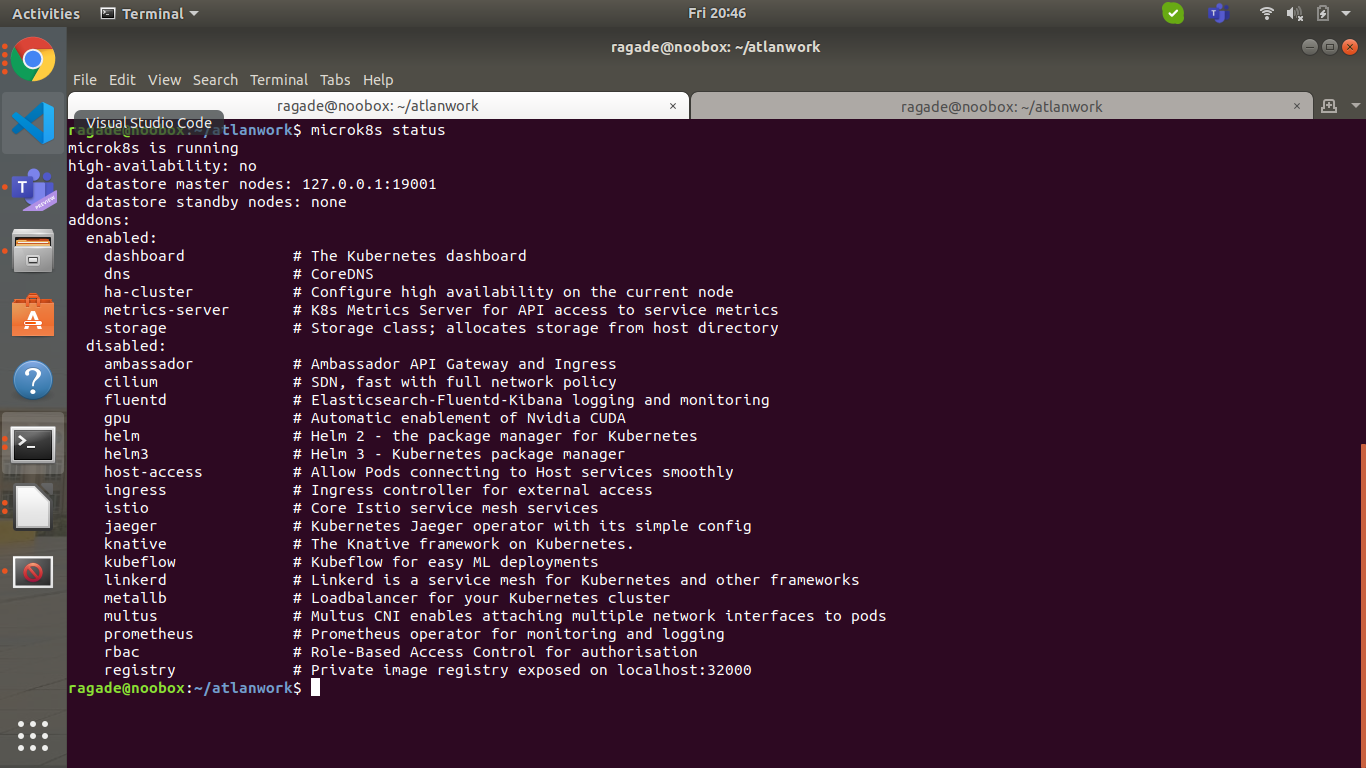 Activities Terminal Fri 20:46
ragade@noobox: ~/atlanwork
File Edit View Search Terminal Tabs Help
ragade@noobox: ~/atlanwork × ragade@noobox: ~/atlanwork ×
Visual Studio Code
ragade@noobox:~/atlanwork$ microk8s status
microk8s is running
high-availability: no
  datastore master nodes: 127.0.0.1:19001
  datastore standby nodes: none
addons:
  enabled:
    dashboard            # The Kubernetes dashboard
    dns                  # CoreDNS
    ha-cluster           # Configure high availability on the current node
    metrics-server       # K8s Metrics Server for API access to service metrics
    storage              # Storage class; allocates storage from host directory
  disabled:
    ambassador           # Ambassador API Gateway and Ingress
    cilium               # SDN, fast with full network policy
    fluentd              # Elasticsearch-Fluentd-Kibana logging and monitoring
    gpu                  # Automatic enablement of Nvidia CUDA
    helm                 # Helm 2 - the package manager for Kubernetes
    helm3                # Helm 3 - Kubernetes package manager
    host-access          # Allow Pods connecting to Host services smoothly
    ingress              # Ingress controller for external access
    istio                # Core Istio service mesh services
    jaeger               # Kubernetes Jaeger operator with its simple config
    knative              # The Knative framework on Kubernetes.
    kubeflow             # Kubeflow for easy ML deployments
    linkerd              # Linkerd is a service mesh for Kubernetes and other frameworks
    metallb              # Loadbalancer for your Kubernetes cluster
    multus               # Multus CNI enables attaching multiple network interfaces to pods
    prometheus           # Prometheus operator for monitoring and logging
    rbac                 # Role-Based Access Control for authorisation
    registry             # Private image registry exposed on localhost:32000
ragade@noobox:~/atlanwork$
T
PREVIEW